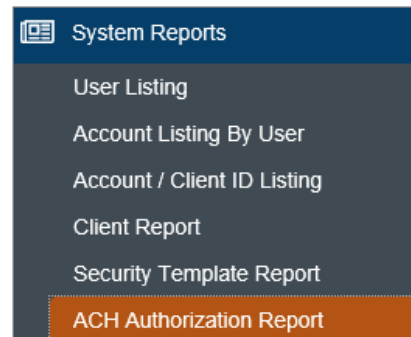 System Reports
User Listing
Account Listing By User
Account / Client ID Listing
Client Report
Security Template Report
ACH Authorization Report